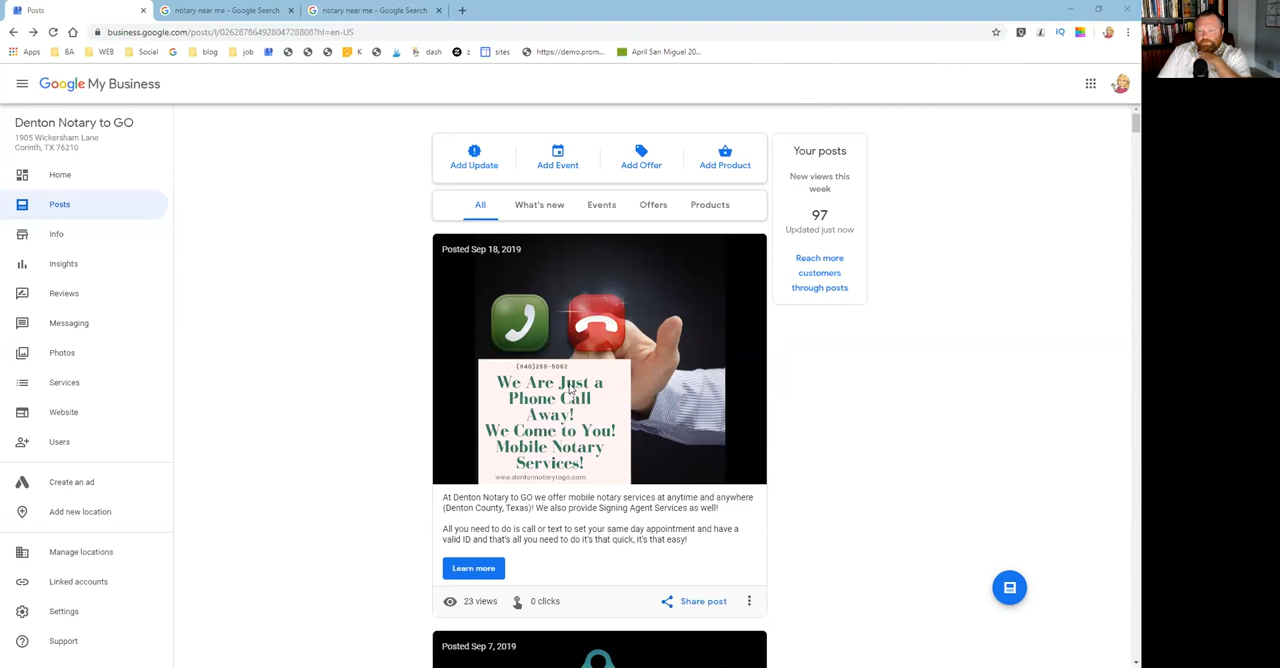 Posts
notary near me - Google Search
notary near me - Google Search
business.google.com/posts/l/02628786492804728808?hl=en-US
Apps BA WEB Social blog job K dash z sites https://demo.prom... April San Miguel 20...
Google My Business
Denton Notary to GO
1905 Wickersham Lane
Corinth, TX 76210
Home
Posts
Info
Insights
Reviews
Messaging
Photos
Services
Website
Users
Create an ad
Add new location
Manage locations
Linked accounts
Settings
Support
Add Update Add Event Add Offer Add Product
All What's new Events Offers Products
Posted Sep 18, 2019
(940)268-5082
We Are Just a
Phone Call
Away!
We Come to You!
Mobile Notary
Services!
www.dentonnotarytogo.com
At Denton Notary to GO we offer mobile notary services at anytime and anywhere
(Denton County, Texas)! We also provide Signing Agent Services as well!
All you need to do is call or text to set your same day appointment and have a
valid ID and that's all you need to do it's that quick, it's that easy!
Learn more
23 views 0 clicks Share post
Posted Sep 7, 2019
Your posts
New views this
week
97
Updated just now
Reach more
customers
through posts